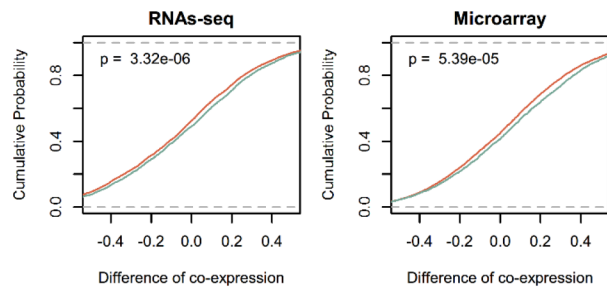 RNAs-seq
p = 3.32e-06
Cumulative Probability
0.0 0.4 0.8
-0.4 -0.2 0.0 0.2 0.4
Difference of co-expression
Microarray
p = 5.39e-05
Cumulative Probability
0.0 0.4 0.8
-0.4 -0.2 0.0 0.2 0.4
Difference of co-expression